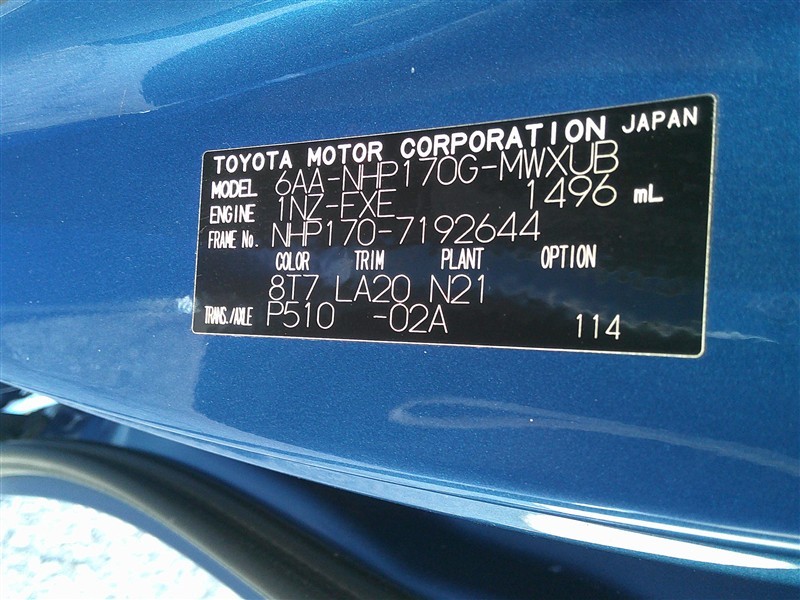 TOYOTA MOTOR CORPORATION JAPAN
MODEL 6AA-NHP170G-MWXUB
ENGINE 1NZ-FXE 1496 mL
FRAME No. NHP170-7192644
COLOR TRIM PLANT OPTION
8T7 LA20 N21
TRANS./AXLE P510 -02A 114